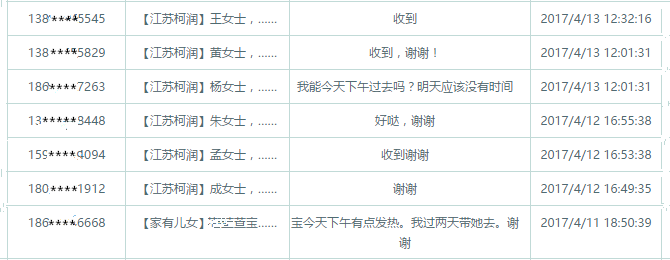 138****5545 【江苏柯润】王女士，...... 收到 2017/4/13 12:32:16
138****5829 【江苏柯润】黄女士，...... 收到，谢谢！ 2017/4/13 12:01:31
186****7263 【江苏柯润】杨女士，...... 我能今天下午过去吗？明天应该没有时间 2017/4/13 12:01:31
13*****8448 【江苏柯润】朱女士，...... 好哒，谢谢 2017/4/12 16:55:38
159****4094 【江苏柯润】孟女士，...... 收到谢谢 2017/4/12 16:53:38
180****1912 【江苏柯润】成女士，...... 谢谢 2017/4/12 16:49:35
186****6668 【家有儿女】宝...... 宝今天下午有点发热。我过两天带她去。谢 2017/4/11 18:50:39
谢